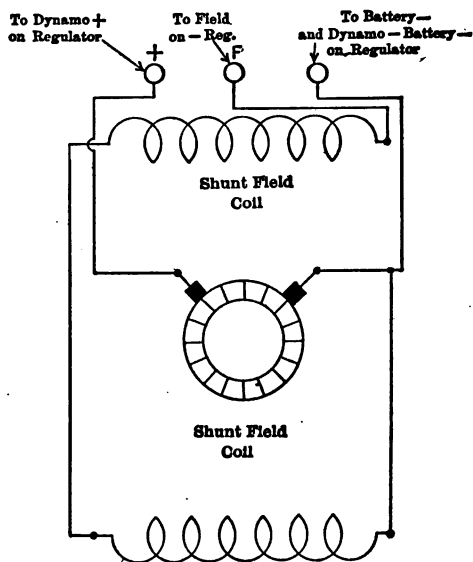 To Dynamo +
on Regulator
To Field
on - Reg.
To Battery -
and Dynamo - Battery -
on Regulator
+
F
Shunt Field
Coil
Shunt Field
Coil